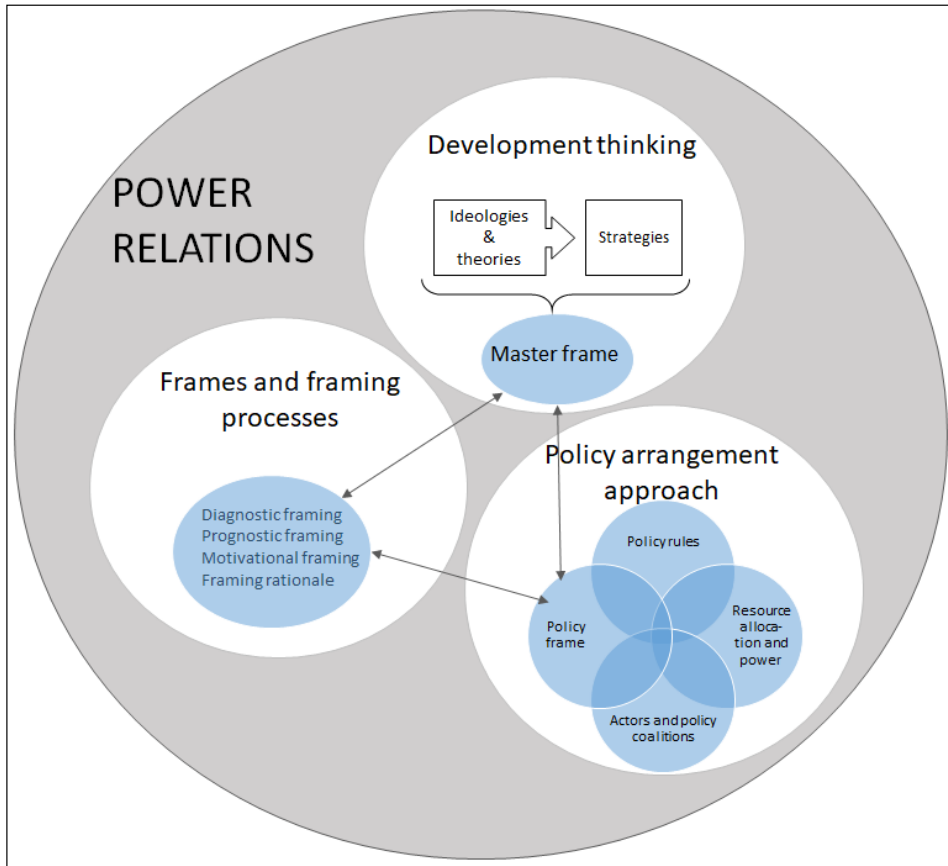 POWER
RELATIONS
Development thinking
Ideologies
&
theories
Strategies
Master frame
Frames and framing
processes
Diagnostic framing
Prognostic framing
Motivational framing
Framing rationale
Policy arrangement
approach
Policy rules
Policy
frame
Resource
alloca-
tion and
power
Actors and policy
coalitions